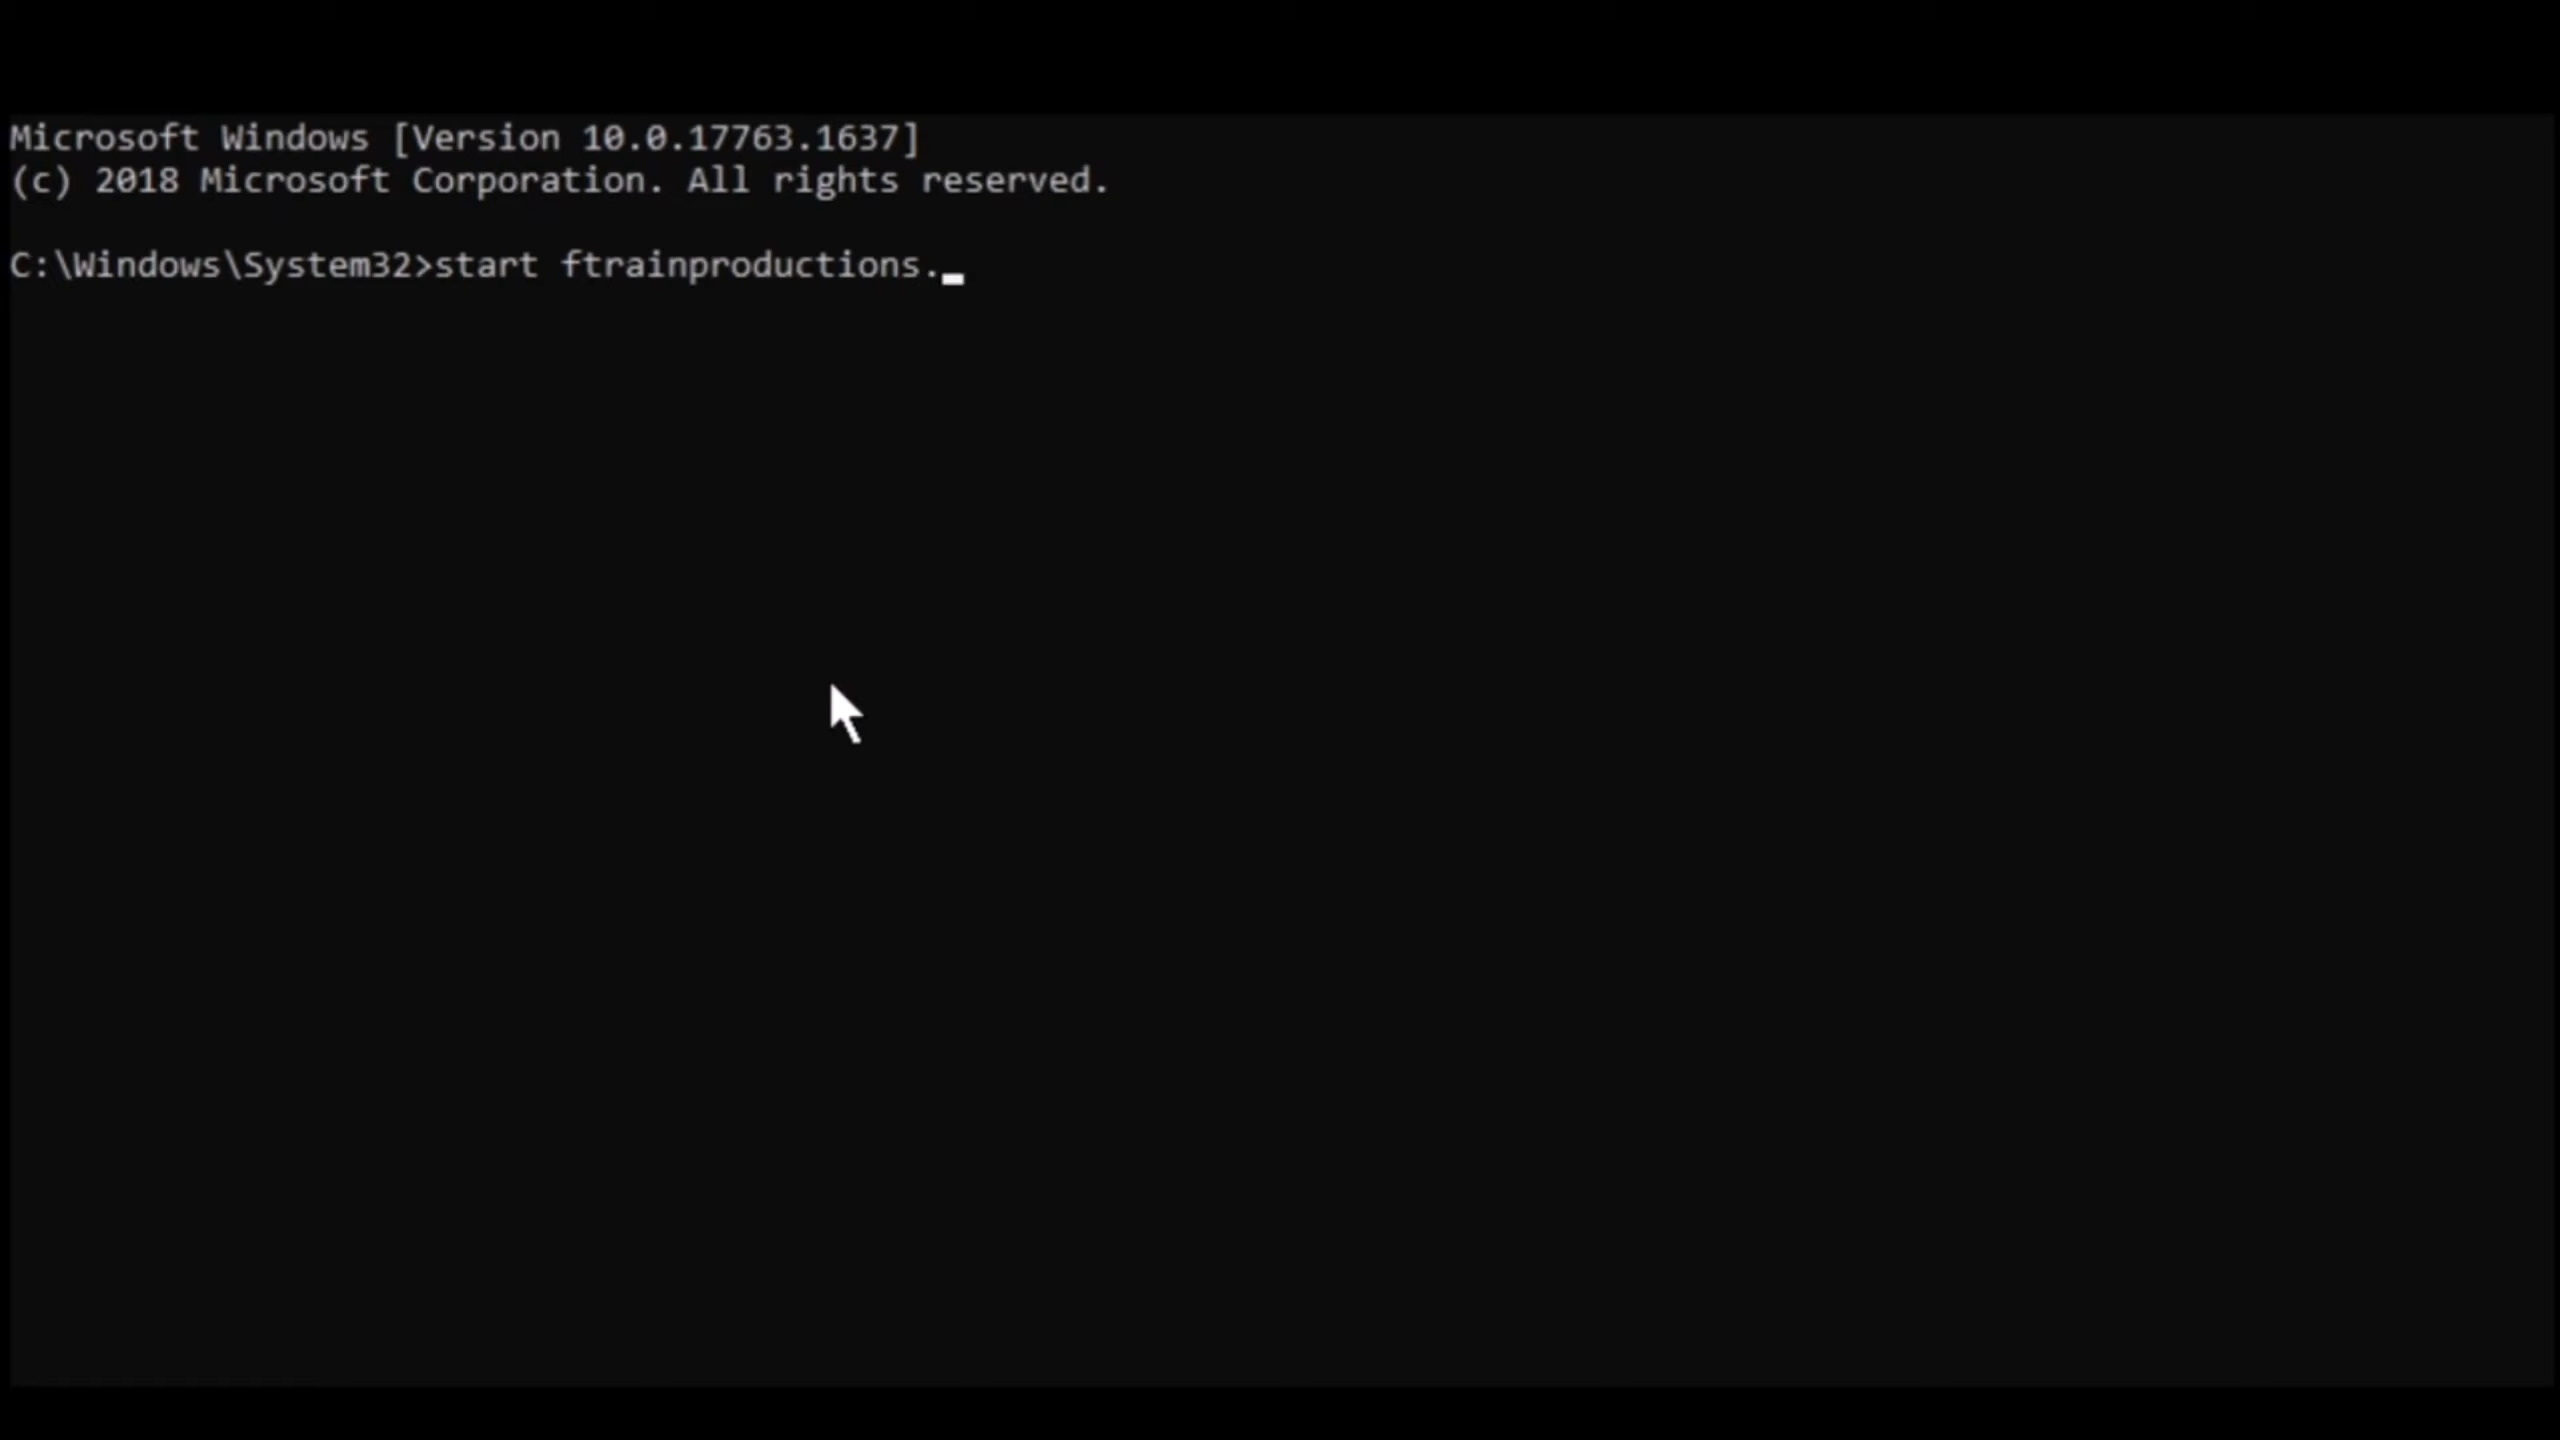 Microsoft Windows [Version 10.0.17763.1637]
(c) 2018 Microsoft Corporation. All rights reserved.
C:\Windows\System32>start ftrainproductions.